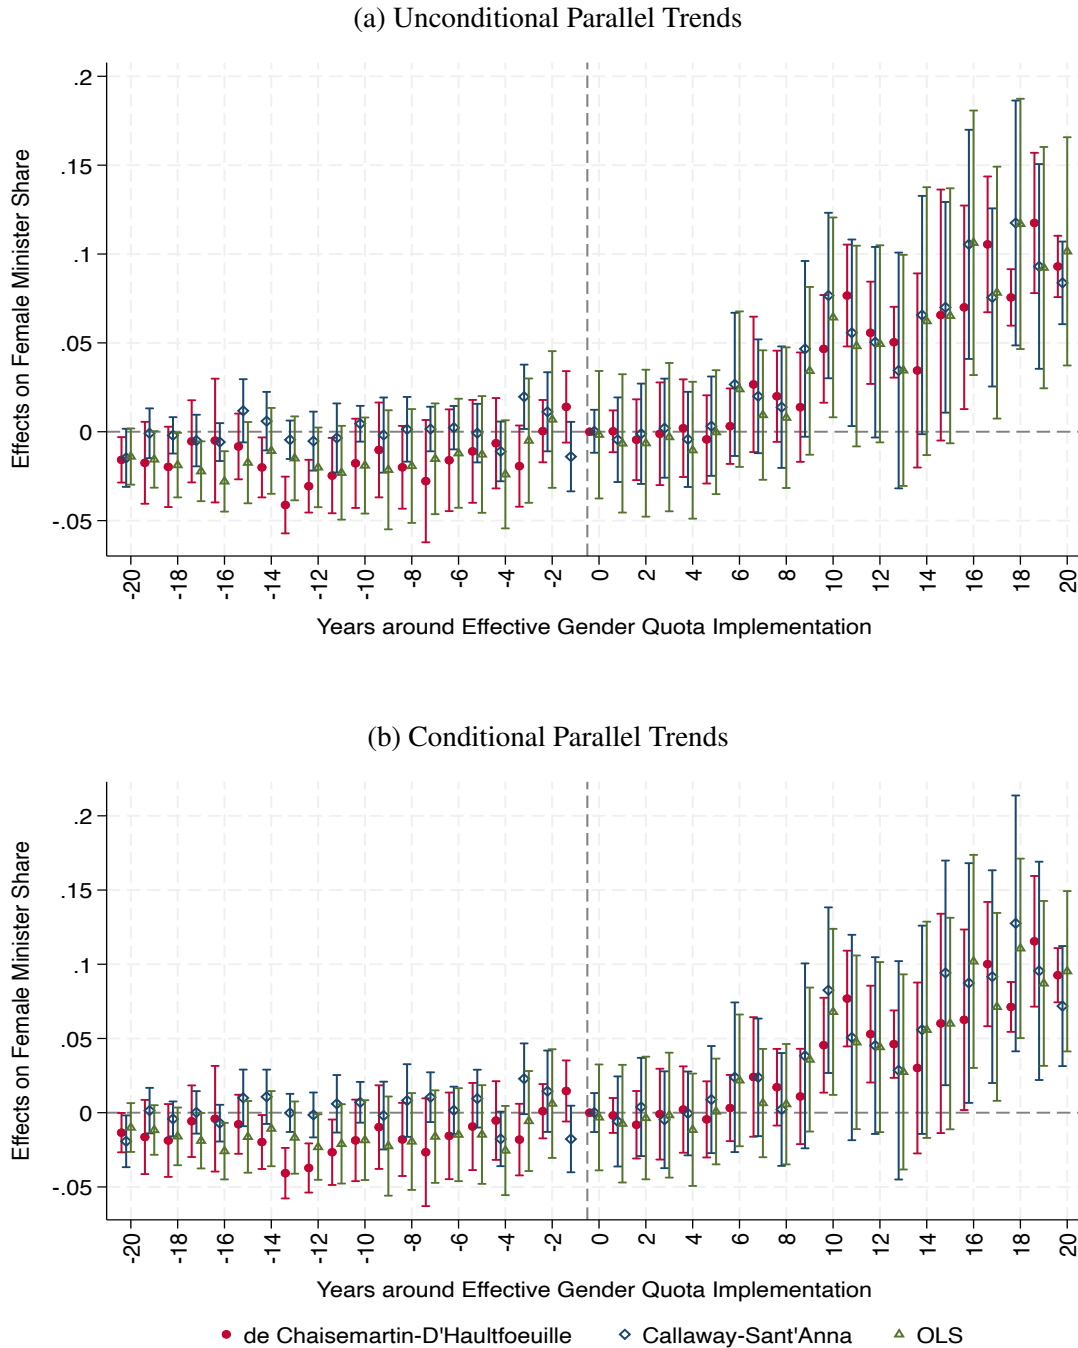 (a) Unconditional Parallel Trends
Effects on Female Minister Share
.2
.15
.1
.05
0
-.05
-20 -18 -16 -14 -12 -10 -8 -6 -4 -2 0 2 4 6 8 10 12 14 16 18 20
Years around Effective Gender Quota Implementation
(b) Conditional Parallel Trends
Effects on Female Minister Share
.2
.15
.1
.05
0
-.05
-20 -18 -16 -14 -12 -10 -8 -6 -4 -2 0 2 4 6 8 10 12 14 16 18 20
Years around Effective Gender Quota Implementation
de Chaisemartin-D'Haultfoeuille Callaway-Sant'Anna OLS